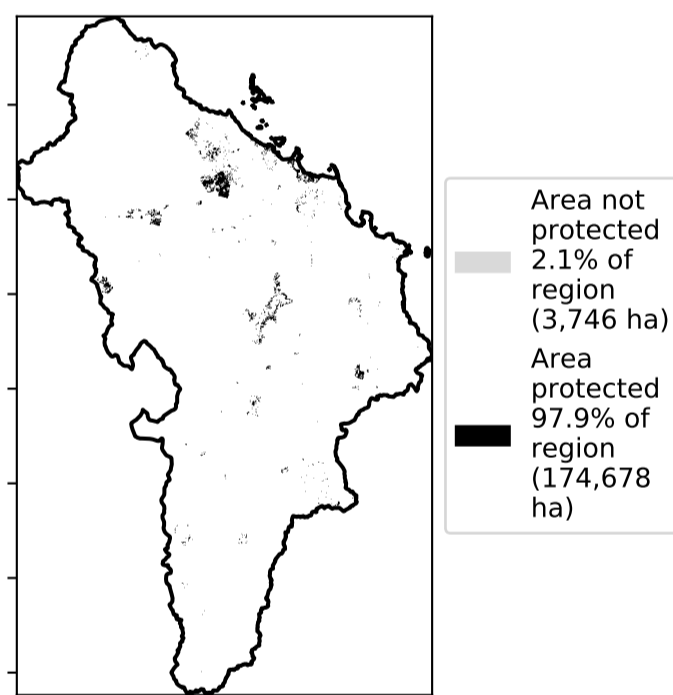 Area not
protected
2.1% of
region
(3,746 ha)
Area
protected
97.9% of
region
(174,678
ha)